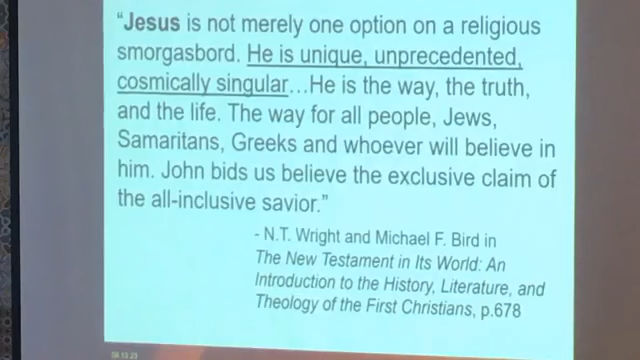 “Jesus is not merely one option on a religious
smorgasbord. He is unique, unprecedented,
cosmically singular…He is the way, the truth,
and the life. The way for all people, Jews,
Samaritans, Greeks and whoever will believe in
him. John bids us believe the exclusive claim of
the all-inclusive savior.”
- N.T. Wright and Michael F. Bird in
The New Testament in Its World: An
Introduction to the History, Literature, and
Theology of the First Christians, p.678